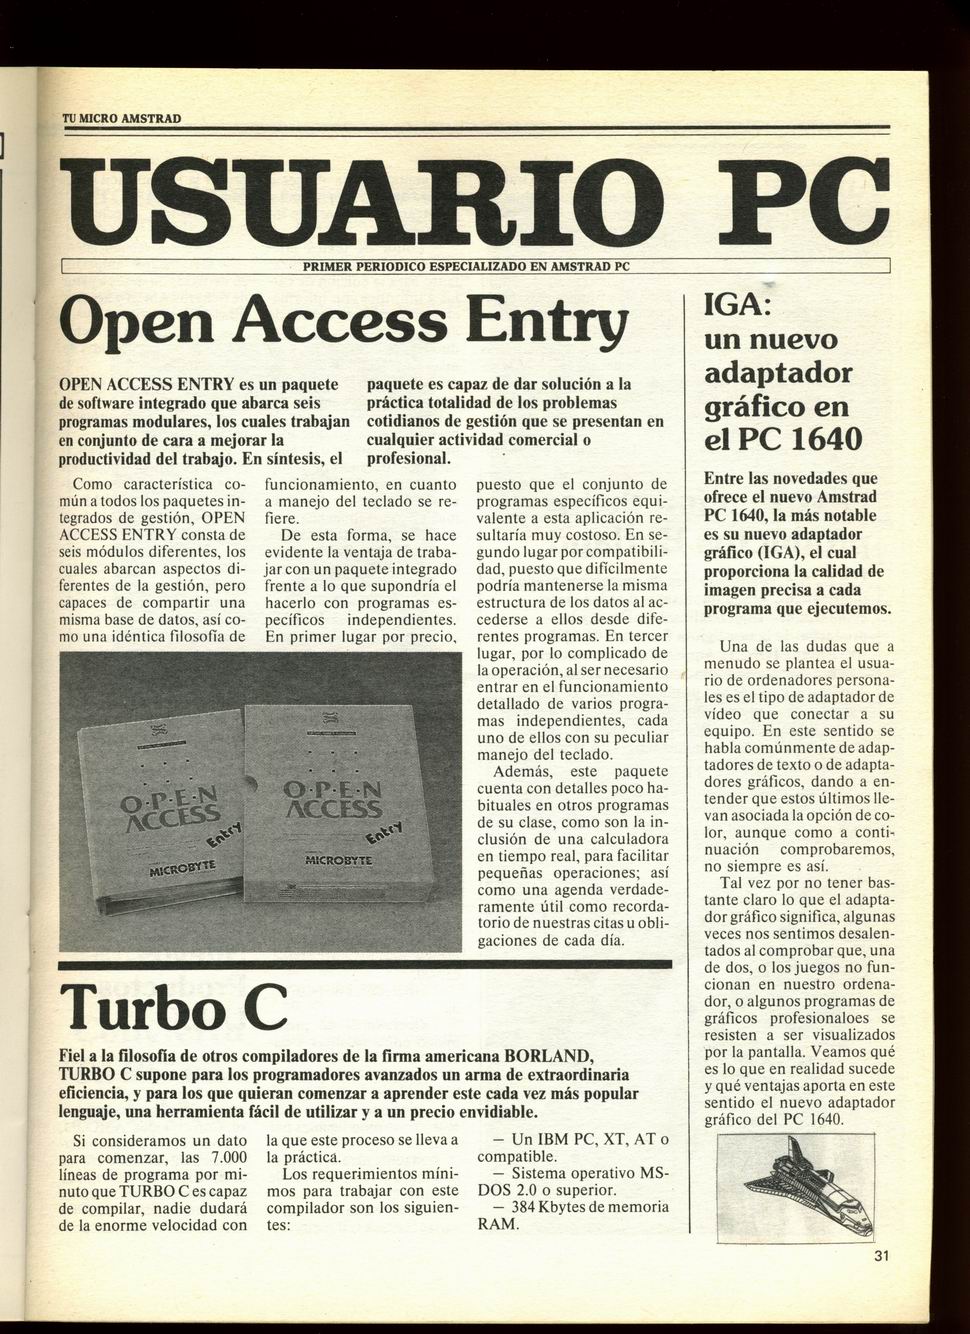 TU MICRO AMSTRAD
USUARIO PC
PRIMER PERIODICO ESPECIALIZADO EN AMSTRAD PC
Open Access Entry
OPEN ACCESS ENTRY es un paquete
de software integrado que abarca seis
programas modulares, los cuales trabajan
en conjunto de cara a mejorar la
productividad del trabajo. En síntesis, el
paquete es capaz de dar solución a la
práctica totalidad de los problemas
cotidianos de gestión que se presentan en
cualquier actividad comercial o
profesional.
Como característica co-
mún a todos los paquetes in-
tegrados de gestión, OPEN
ACCESS ENTRY consta de
seis módulos diferentes, los
cuales abarcan aspectos di-
ferentes de la gestión, pero
capaces de compartir una
misma base de datos, así co-
mo una idéntica filosofía de
funcionamiento, en cuanto
a manejo del teclado se re-
fiere.
De esta forma, se hace
evidente la ventaja de traba-
jar con un paquete integrado
frente a lo que supondría el
hacerlo con programas es-
pecíficos independientes.
En primer lugar por precio,
puesto que el conjunto de
programas específicos equi-
valente a esta aplicación re-
sultaría muy costoso. En se-
gundo lugar por compatibili-
dad, puesto que difícilmente
podría mantenerse la misma
estructura de los datos al ac-
cederse a ellos desde dife-
rentes programas. En tercer
lugar, por lo complicado de
la operación, al ser necesario
entrar en el funcionamiento
detallado de varios progra-
mas independientes, cada
uno de ellos con su peculiar
manejo del teclado.
Además, este paquete
cuenta con detalles poco ha-
bituales en otros programas
de su clase, como son la in-
clusión de una calculadora
en tiempo real, para facilitar
pequeñas operaciones; así
como una agenda verdade-
ramente útil como recorda-
torio de nuestras citas u obli-
gaciones de cada día.
O·P·E·N
ACCESS
Entry
MICROBYTE
O·P·E·N
ACCESS
Entry
MICROBYTE
Turbo C
Fiel a la filosofía de otros compiladores de la firma americana BORLAND,
TURBO C supone para los programadores avanzados un arma de extraordinaria
eficiencia, y para los que quieran comenzar a aprender este cada vez más popular
lenguaje, una herramienta fácil de utilizar y a un precio envidiable.
Si consideramos un dato
para comenzar, las 7.000
líneas de programa por mi-
nuto que TURBO C es capaz
de compilar, nadie dudará
de la enorme velocidad con
la que este proceso se lleva a
la práctica.
Los requerimientos míni-
mos para trabajar con este
compilador son los siguien-
tes:
— Un IBM PC, XT, AT o
compatible.
— Sistema operativo MS-
DOS 2.0 o superior.
— 384 Kbytes de memoria
RAM.
IGA:
un nuevo
adaptador
gráfico en
el PC 1640
Entre las novedades que
ofrece el nuevo Amstrad
PC 1640, la más notable
es su nuevo adaptador
gráfico (IGA), el cual
proporciona la calidad de
imagen precisa a cada
programa que ejecutemos.
Una de las dudas que a
menudo se plantea el usua-
rio de ordenadores persona-
les es el tipo de adaptador de
vídeo que conectar a su
equipo. En este sentido se
habla comúnmente de adap-
tadores de texto o de adapta-
dores gráficos, dando a en-
tender que estos últimos lle-
van asociada la opción de co-
lor, aunque como a conti-
nuación comprobaremos,
no siempre es así.
Tal vez por no tener bas-
tante claro lo que el adapta-
dor gráfico significa, algunas
veces nos sentimos desalen-
tados al comprobar que, una
de dos, o los juegos no fun-
cionan en nuestro ordena-
dor, o algunos programas de
gráficos profesionaloes se
resisten a ser visualizados
por la pantalla. Veamos qué
es lo que en realidad sucede
y qué ventajas aporta en este
sentido el nuevo adaptador
gráfico del PC 1640.
31